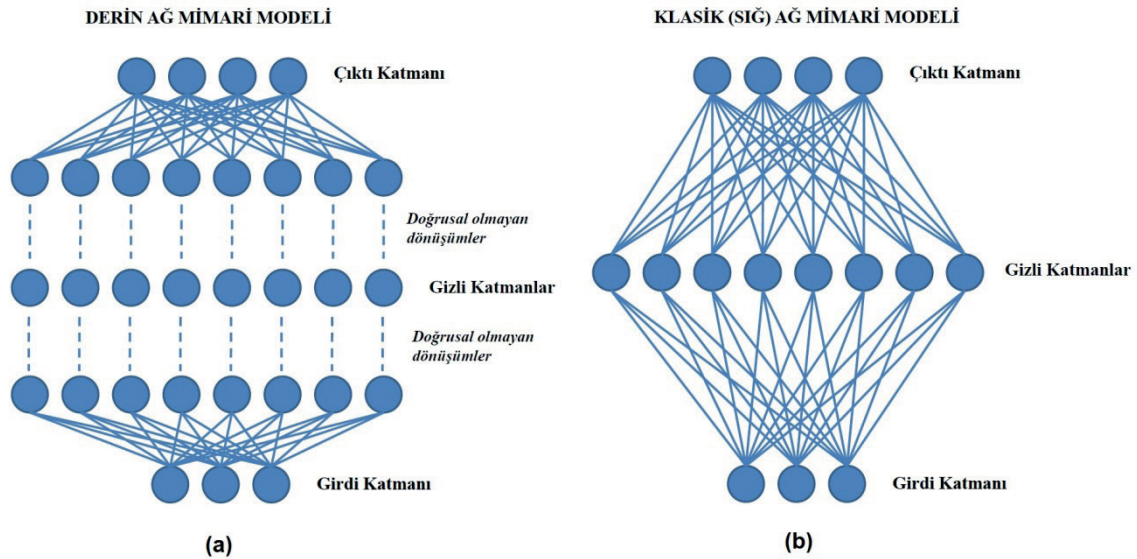 DERİN AĞ MİMARİ MODELİ
Çıktı Katmanı
Doğrusal olmayan
dönüşümler
Gizli Katmanlar
Doğrusal olmayan
dönüşümler
Girdi Katmanı
(a)
KLASİK (SIĞ) AĞ MİMARİ MODELİ
Çıktı Katmanı
Gizli Katmanlar
Girdi Katmanı
(b)